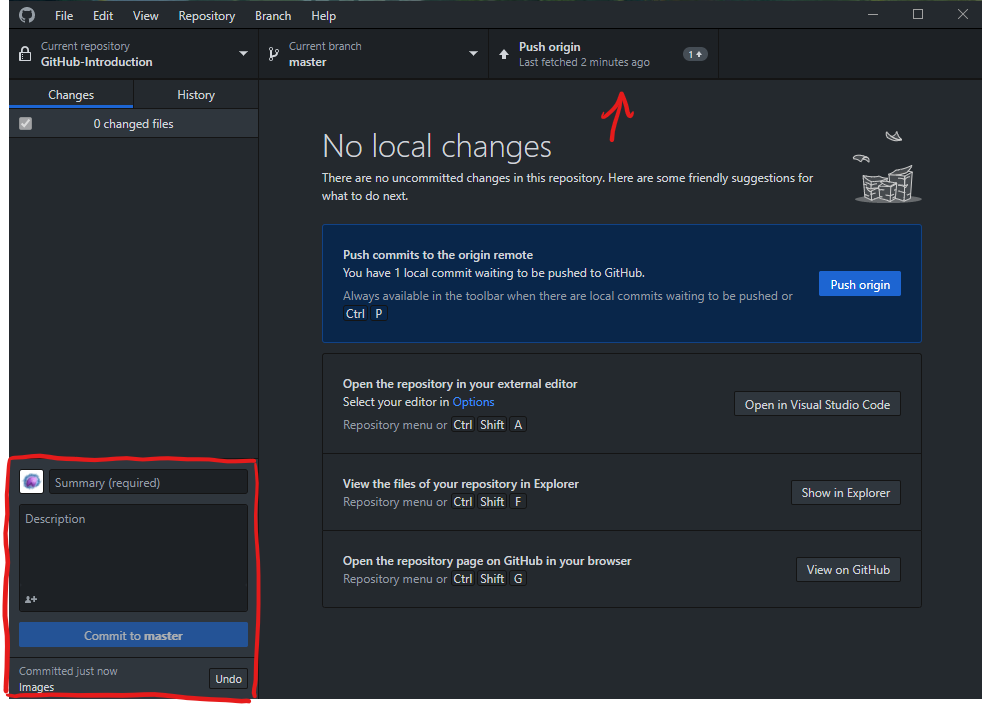 File Edit View Repository Branch Help
Current repository
GitHub-Introduction
Current branch
master
Push origin
Last fetched 2 minutes ago
1
Changes History
0 changed files
No local changes
There are no uncommitted changes in this repository. Here are some friendly suggestions for
what to do next.
Push commits to the origin remote
You have 1 local commit waiting to be pushed to GitHub.
Always available in the toolbar when there are local commits waiting to be pushed or
Ctrl P
Push origin
Open the repository in your external editor
Select your editor in Options
Repository menu or Ctrl Shift A
Open in Visual Studio Code
View the files of your repository in Explorer
Repository menu or Ctrl Shift F
Show in Explorer
Open the repository page on GitHub in your browser
Repository menu or Ctrl Shift G
View on GitHub
Summary (required)
Description
Commit to master
Committed just now
Images
Undo